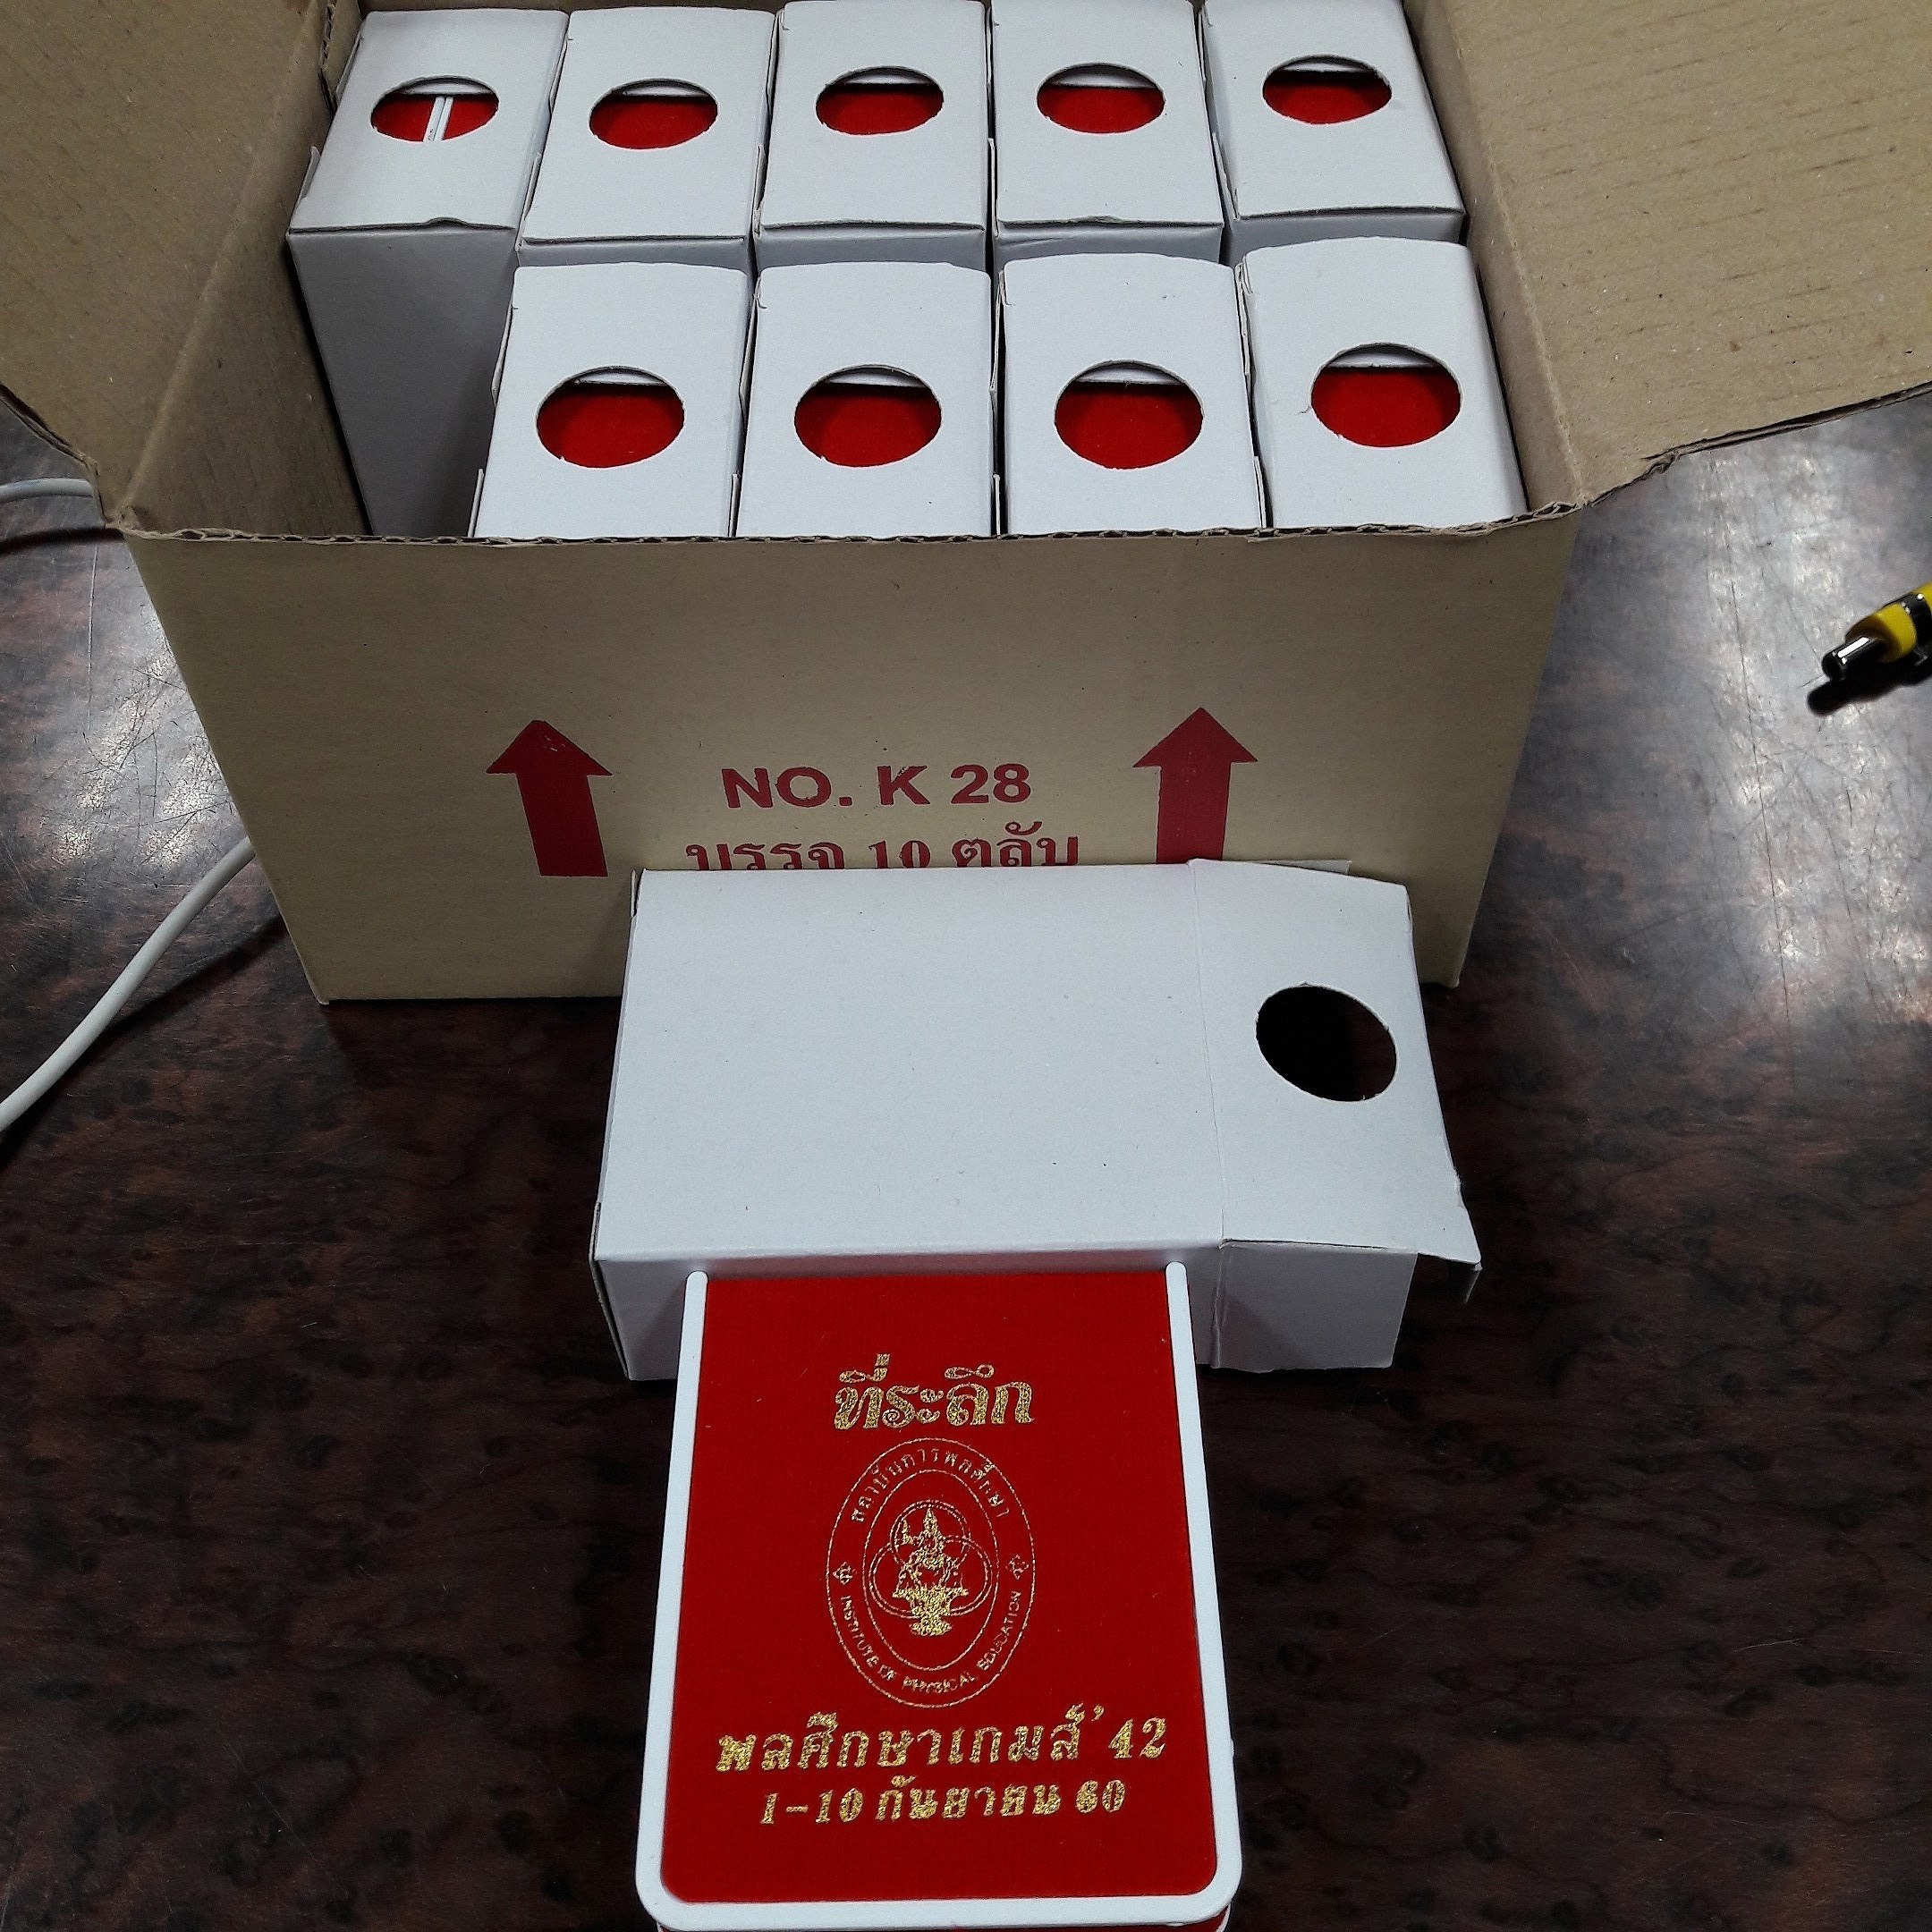 NO. K 28
บรรจุ 10 ตลับ
ที่ระลึก
สถาบันการพลศึกษา
INSTITUTE OF PHYSICAL EDUCATION
พลศึกษาเกมส์ '42
1-10 กันยายน 60